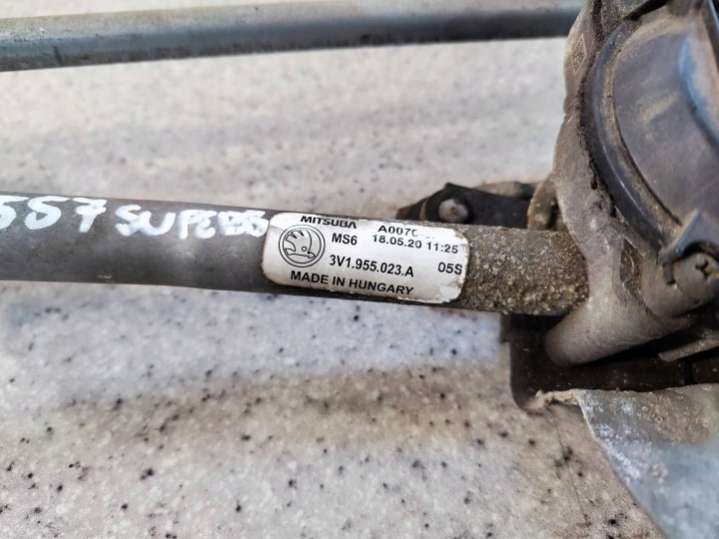 557 SUPERB
MITSUBA A007C
MS6 18.05.20 11:25
3V1.955.023.A 05S
MADE IN HUNGARY